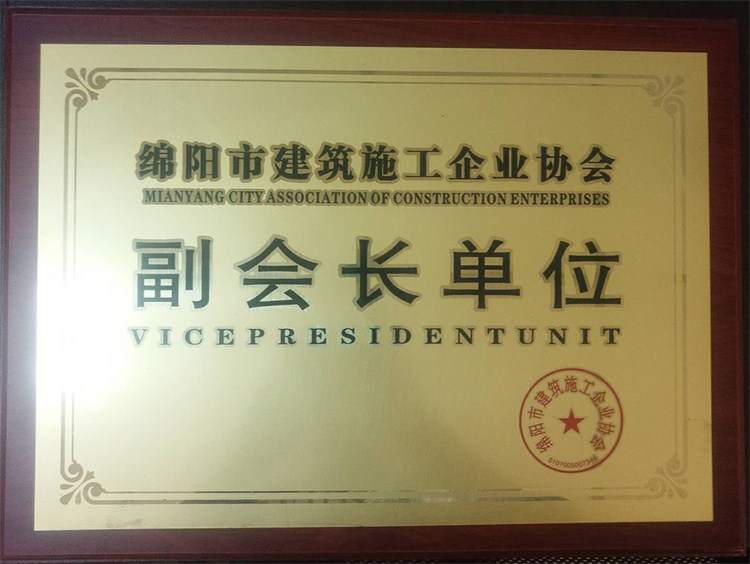 绵阳市建筑施工企业协会
MIANYANG CITY ASSOCIATION OF CONSTRUCTION ENTERPRISES
副会长单位
VICEPRESIDENTUNIT
绵阳市建筑施工企业协会